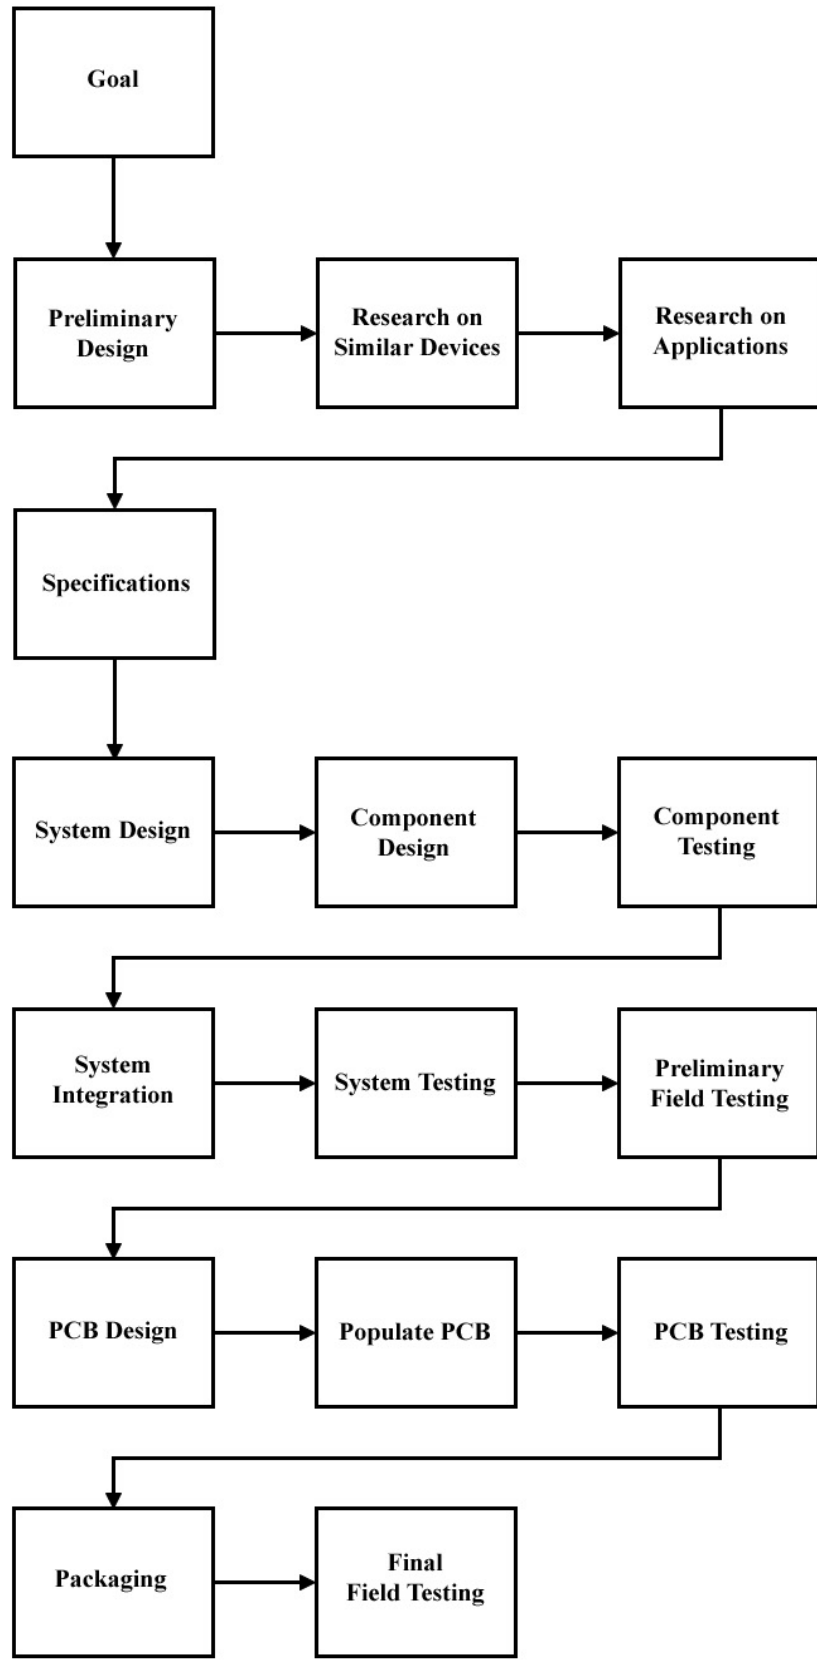 Goal
Preliminary
Design
Research on
Similar Devices
Research on
Applications
Specifications
System Design
Component
Design
Component
Testing
System
Integration
System Testing
Preliminary
Field Testing
PCB Design
Populate PCB
PCB Testing
Packaging
Final
Field Testing